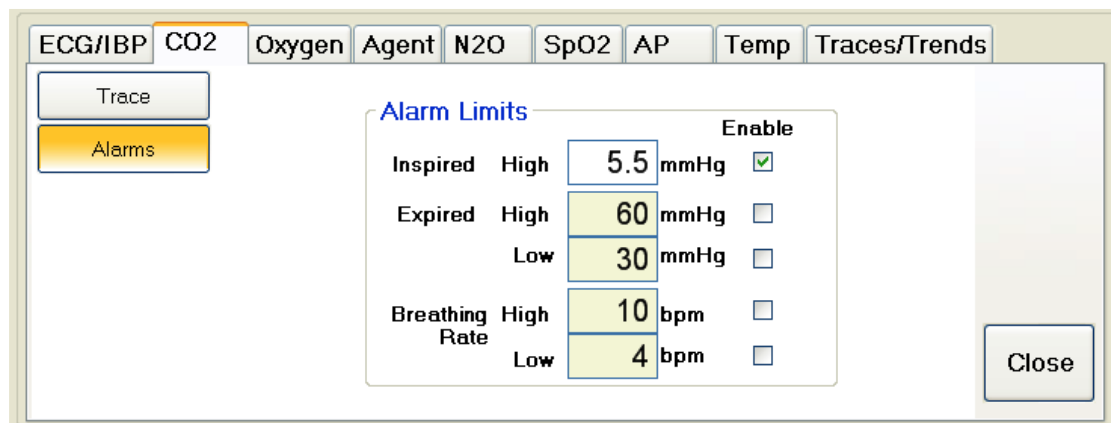 ECG/IBP CO2 Oxygen Agent N2O SpO2 AP Temp Traces/Trends
Trace
Alarms
Alarm Limits
Enable
Inspired High 5.5 mmHg
Expired High 60 mmHg
Low 30 mmHg
Breathing High 10 bpm
Rate
Low 4 bpm
Close